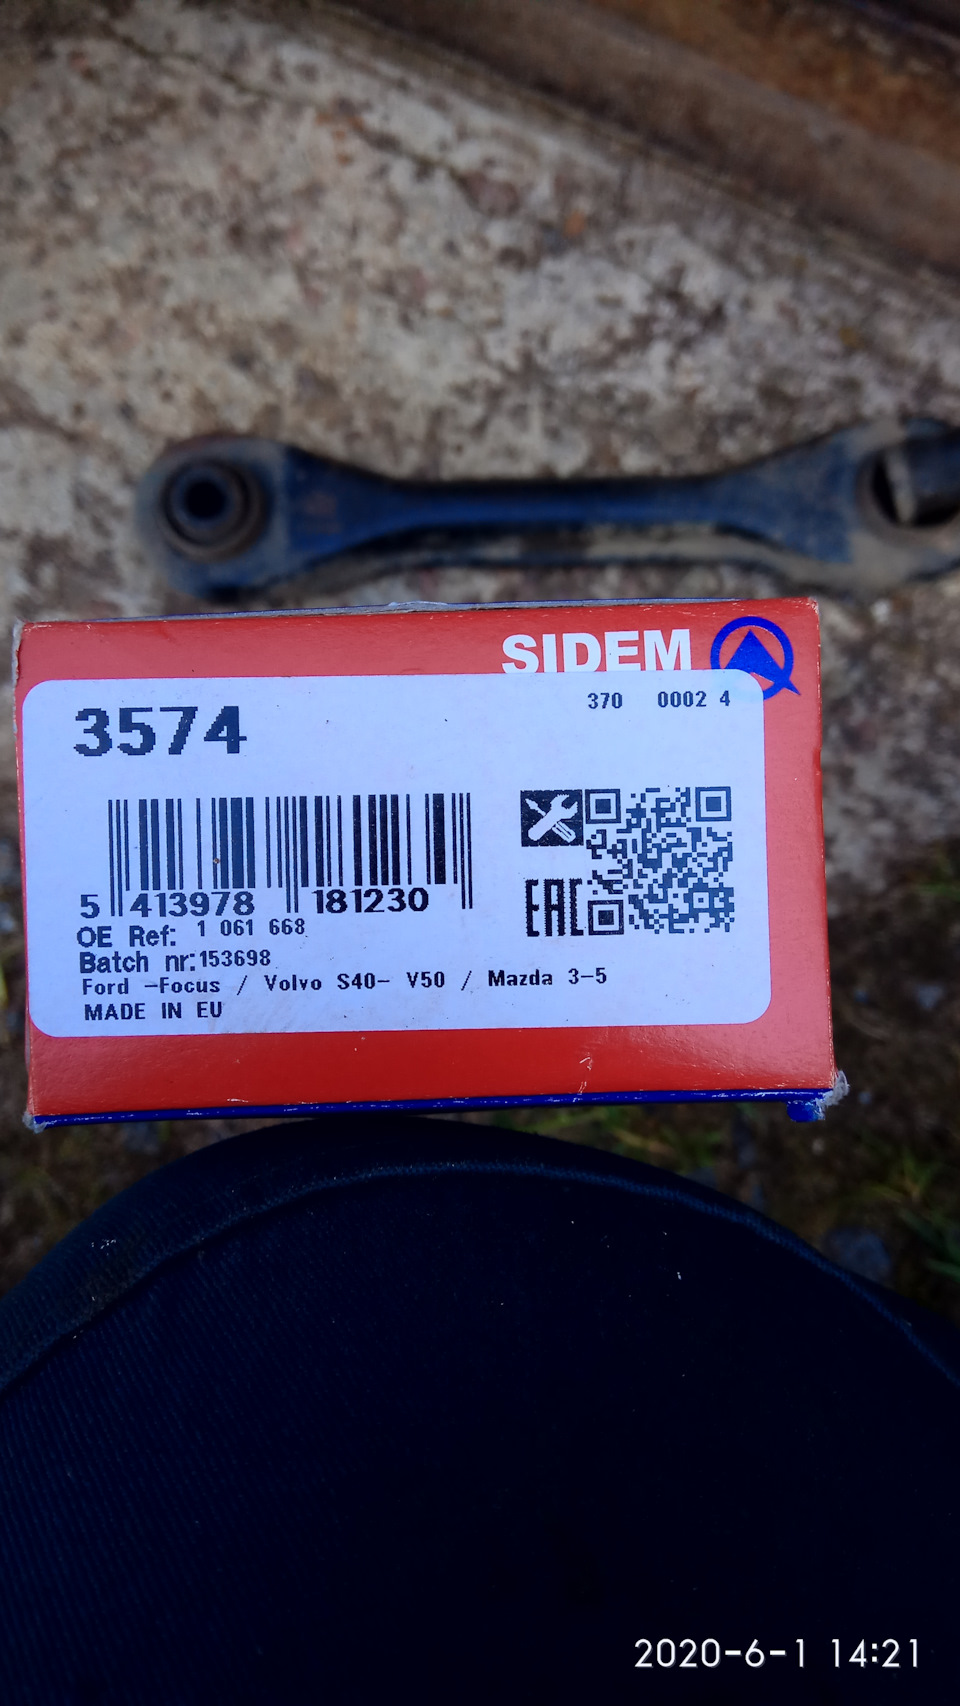 SIDEM
370 0002 4
3574
5 413978 181230
EAC
OE Ref: 1 061 668
Batch nr:153698
Ford -Focus / Volvo S40- V50 / Mazda 3-5
MADE IN EU
2020-6-1 14:21